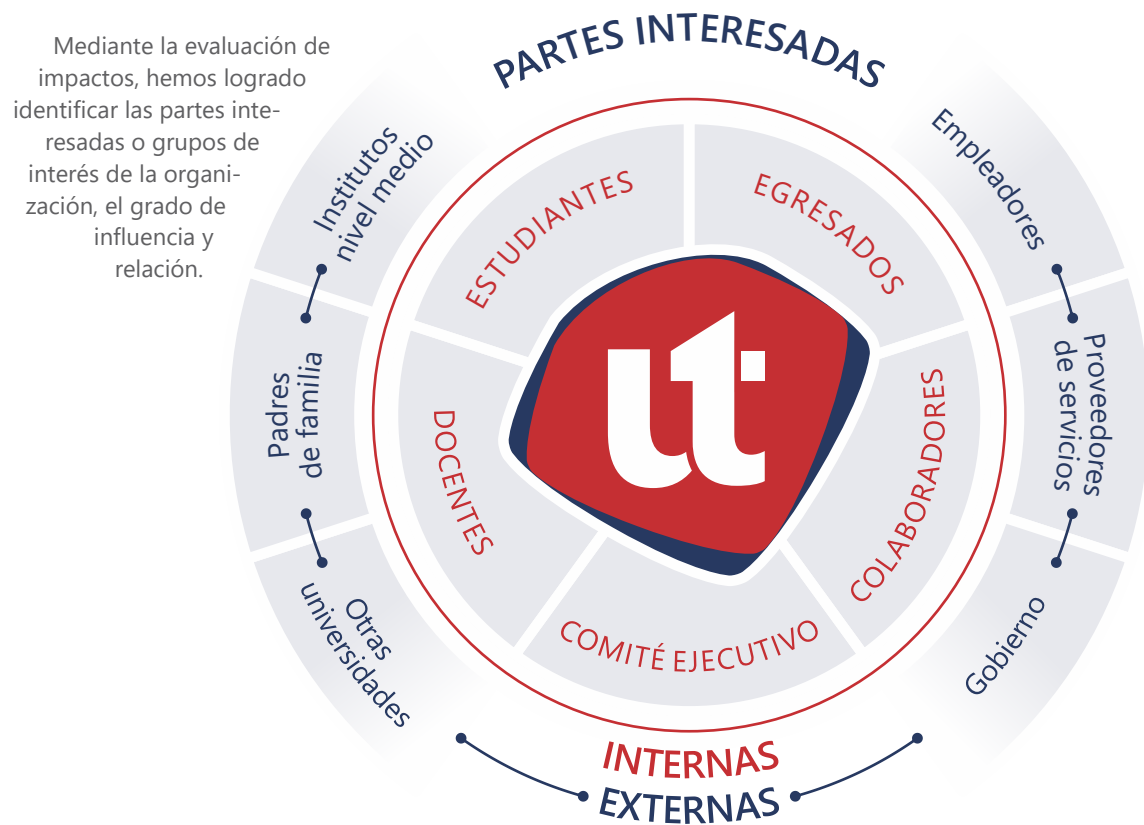 Mediante la evaluación de
impactos, hemos logrado
identificar las partes inte-
resadas o grupos de
interés de la organi-
zación, el grado de
influencia y
relación.
PARTES INTERESADAS
Institutos
nivel medio
Padres
de familia
Otras
universidades
Empleadores
Proveedores
de servicios
Gobierno
ESTUDIANTES
EGRESADOS
DOCENTES
COLABORADORES
COMITÉ EJECUTIVO
ut
INTERNAS
EXTERNAS